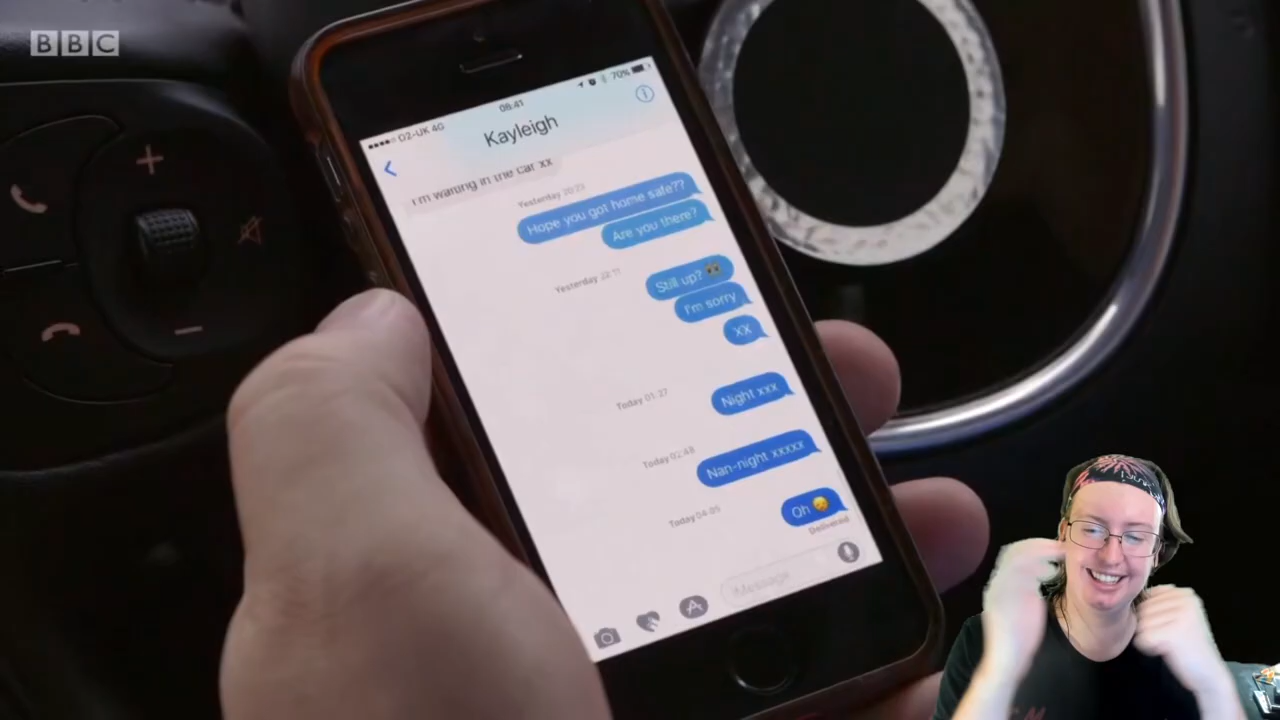 BBC
O2-UK 4G
08:41
70%
Kayleigh
I'm waiting in the car xx
Yesterday 20:23
Hope you got home safe??
Are you there?
Yesterday 22:11
Still up?
I'm sorry
XX
Today 01:27
Night xxx
Today 02:48
Nan-night xxxxx
Today 04:05
Oh
Delivered
iMessage